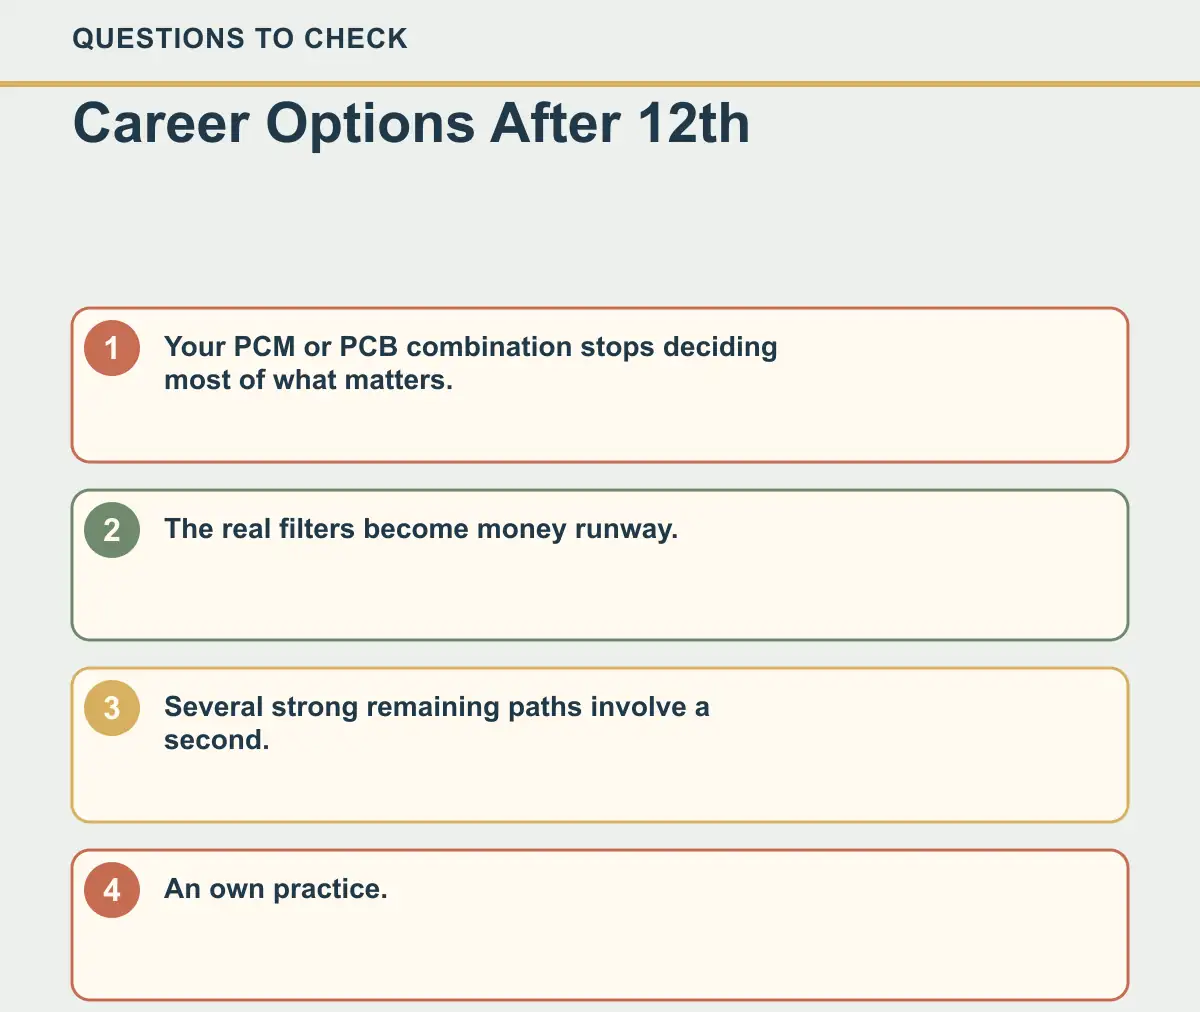 QUESTIONS TO CHECK
Career Options After 12th
1
Your PCM or PCB combination stops deciding
most of what matters.
2
The real filters become money runway.
3
Several strong remaining paths involve a
second.
4
An own practice.